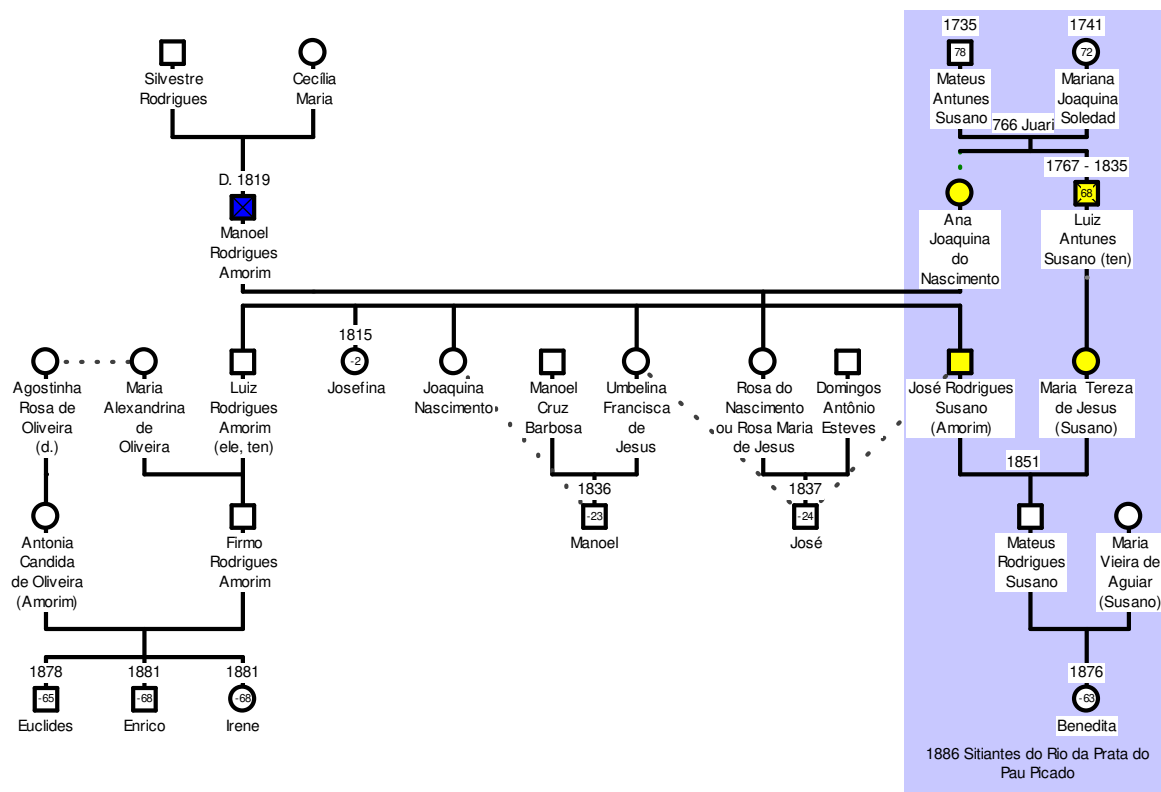 1735
1741
78
72
Silvestre
Rodrigues
Cecília
Maria
Mateus
Antunes
Susano
Mariana
Joaquina
Soledad
766 Juari
D. 1819
1767 - 1835
68
Manoel
Rodrigues
Amorim
Ana
Joaquina
do
Nascimento
Luiz
Antunes
Susano (ten)
1815
-2
Agostinha
Rosa de
Oliveira
(d.)
Maria
Alexandrina
de
Oliveira
Luiz
Rodrigues
Amorim
(ele, ten)
Josefina
Joaquina
Nascimento
Manoel
Cruz
Barbosa
Umbelina
Francisca
de
Jesus
Rosa do
Nascimento
ou Rosa Maria
de Jesus
Domingos
Antônio
Esteves
José Rodrigues
Susano
(Amorim)
Maria Tereza
de Jesus
(Susano)
1836
1837
1851
-23
-24
Antonia
Candida
de Oliveira
(Amorim)
Firmo
Rodrigues
Amorim
Manoel
José
Mateus
Rodrigues
Susano
Maria
Vieira de
Aguiar
(Susano)
1878
1881
1881
1876
-65
-68
-68
-63
Euclides
Enrico
Irene
Benedita
1886 Sitiantes do Rio da Prata do
Pau Picado